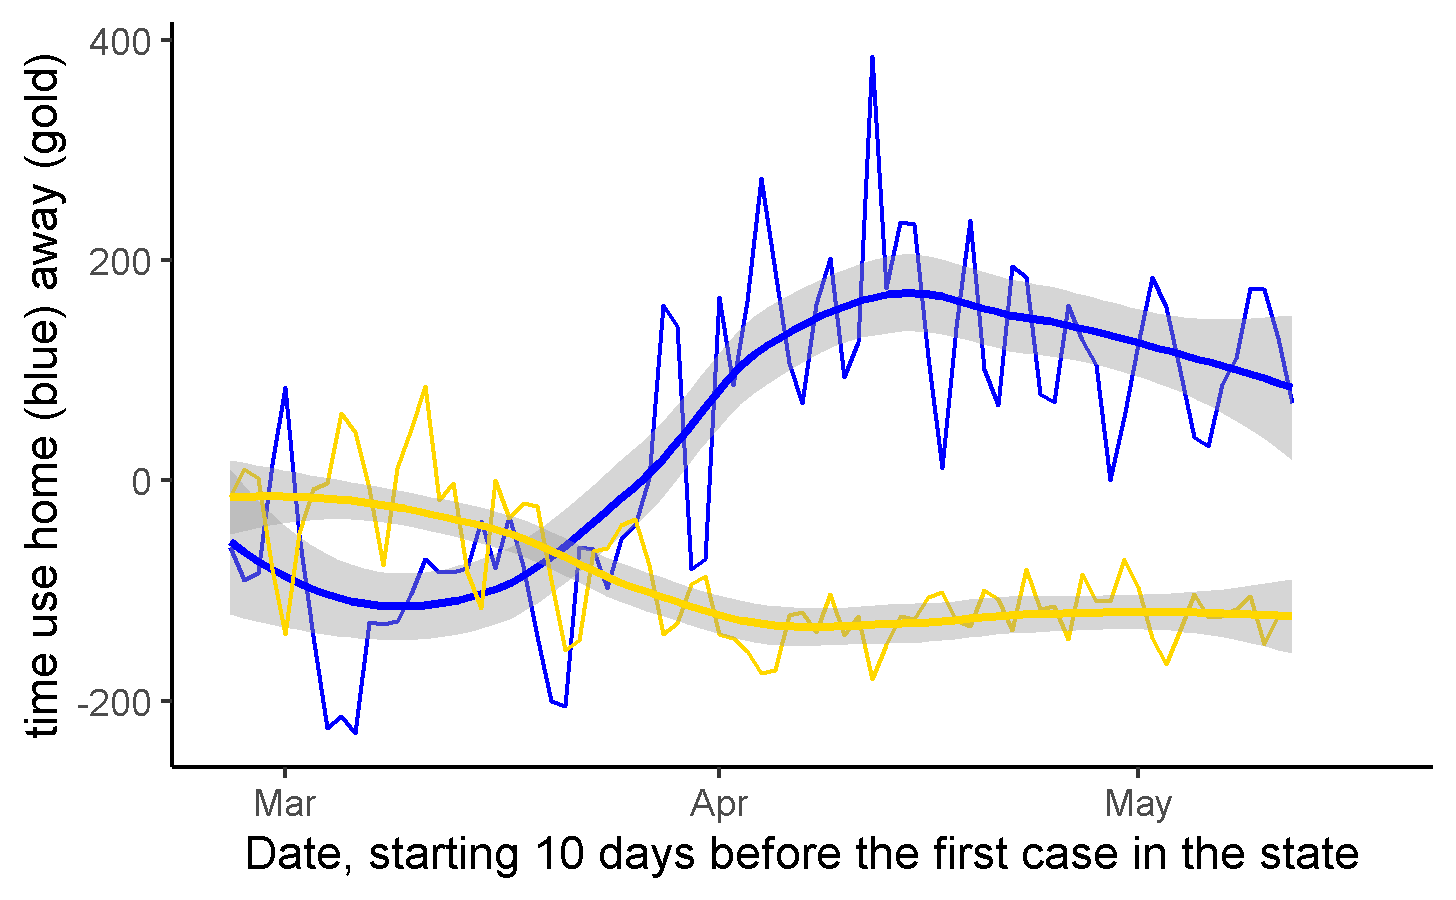 time use home (blue) away (gold)
400
200
0
-200
Mar
Apr
May
Date, starting 10 days before the first case in the state